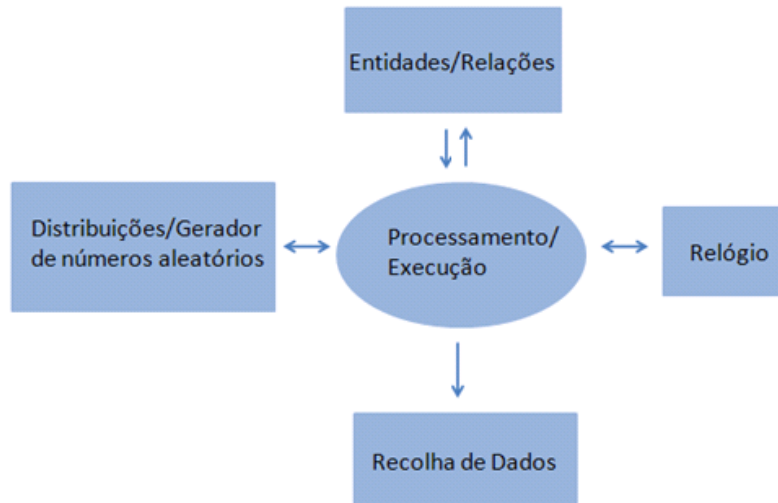 Entidades/Relações
Distribuições/Gerador
de números aleatórios
Processamento/
Execução
Relógio
Recolha de Dados